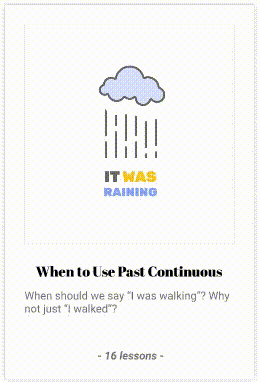 IT WAS
RAINING
When to Use Past Continuous
When should we say “I was walking”? Why
not just “I walked”?
- 16 lessons -